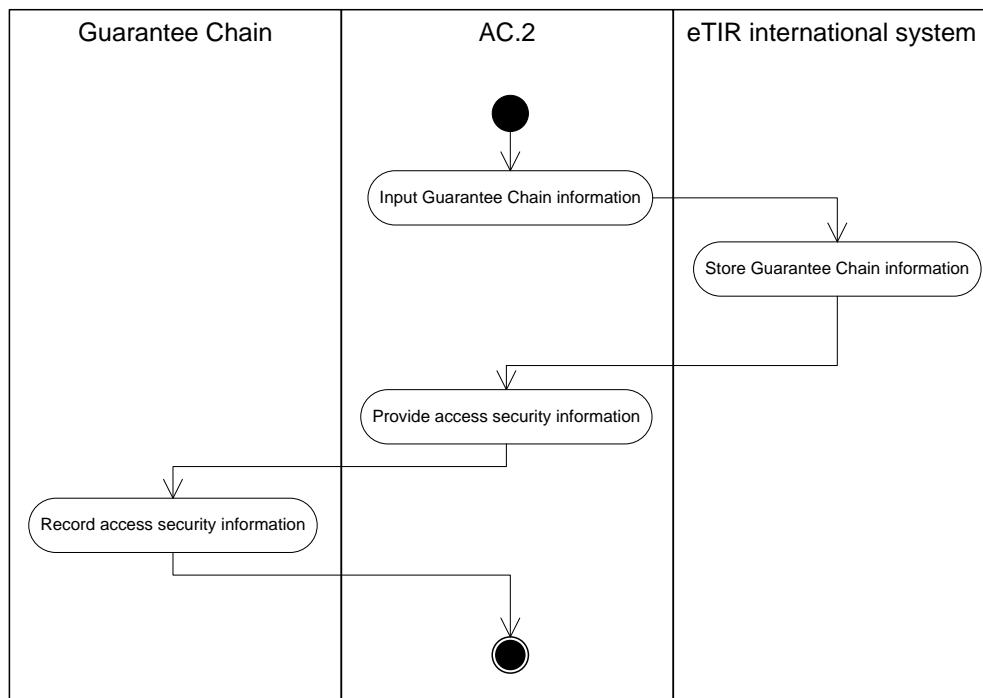 Guarantee Chain
AC.2
eTIR international system
Input Guarantee Chain information
Store Guarantee Chain information
Provide access security information
Record access security information